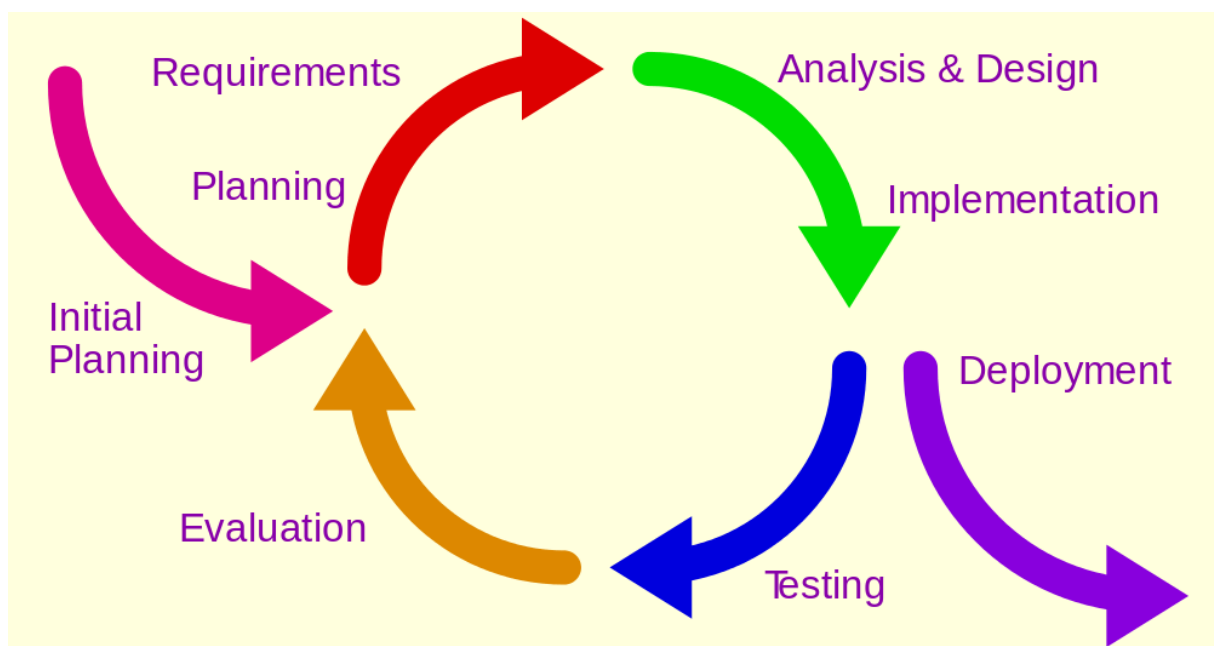 Requirements
Analysis & Design
Planning
Implementation
Initial
Planning
Deployment
Evaluation
Testing